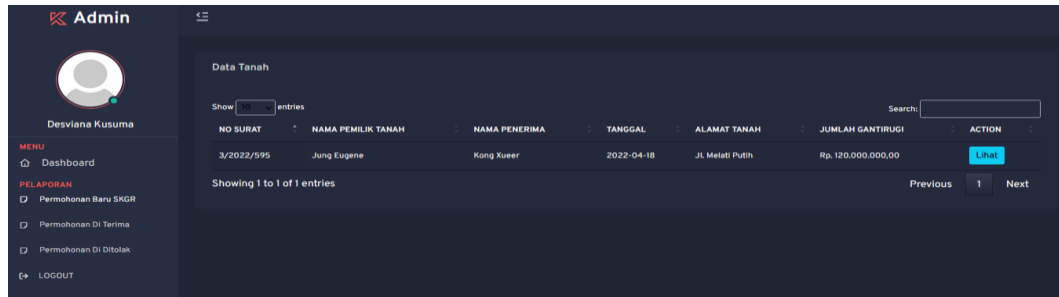 Admin
Desviana Kusuma
MENU
Dashboard
PELAPORAN
Permohonan Baru SKGR
Permohonan Di Terima
Permohonan Di Ditolak
LOGOUT
Data Tanah
Show 10 entries
Search:
NO SURAT NAMA PEMILIK TANAH NAMA PENERIMA TANGGAL ALAMAT TANAH JUMLAH GANTIRUGI ACTION
3/2022/595 Jung Eugene Kong Xueer 2022-04-18 Jl. Melati Putih Rp. 120.000.000,00 Lihat
Showing 1 to 1 of 1 entries
Previous 1 Next